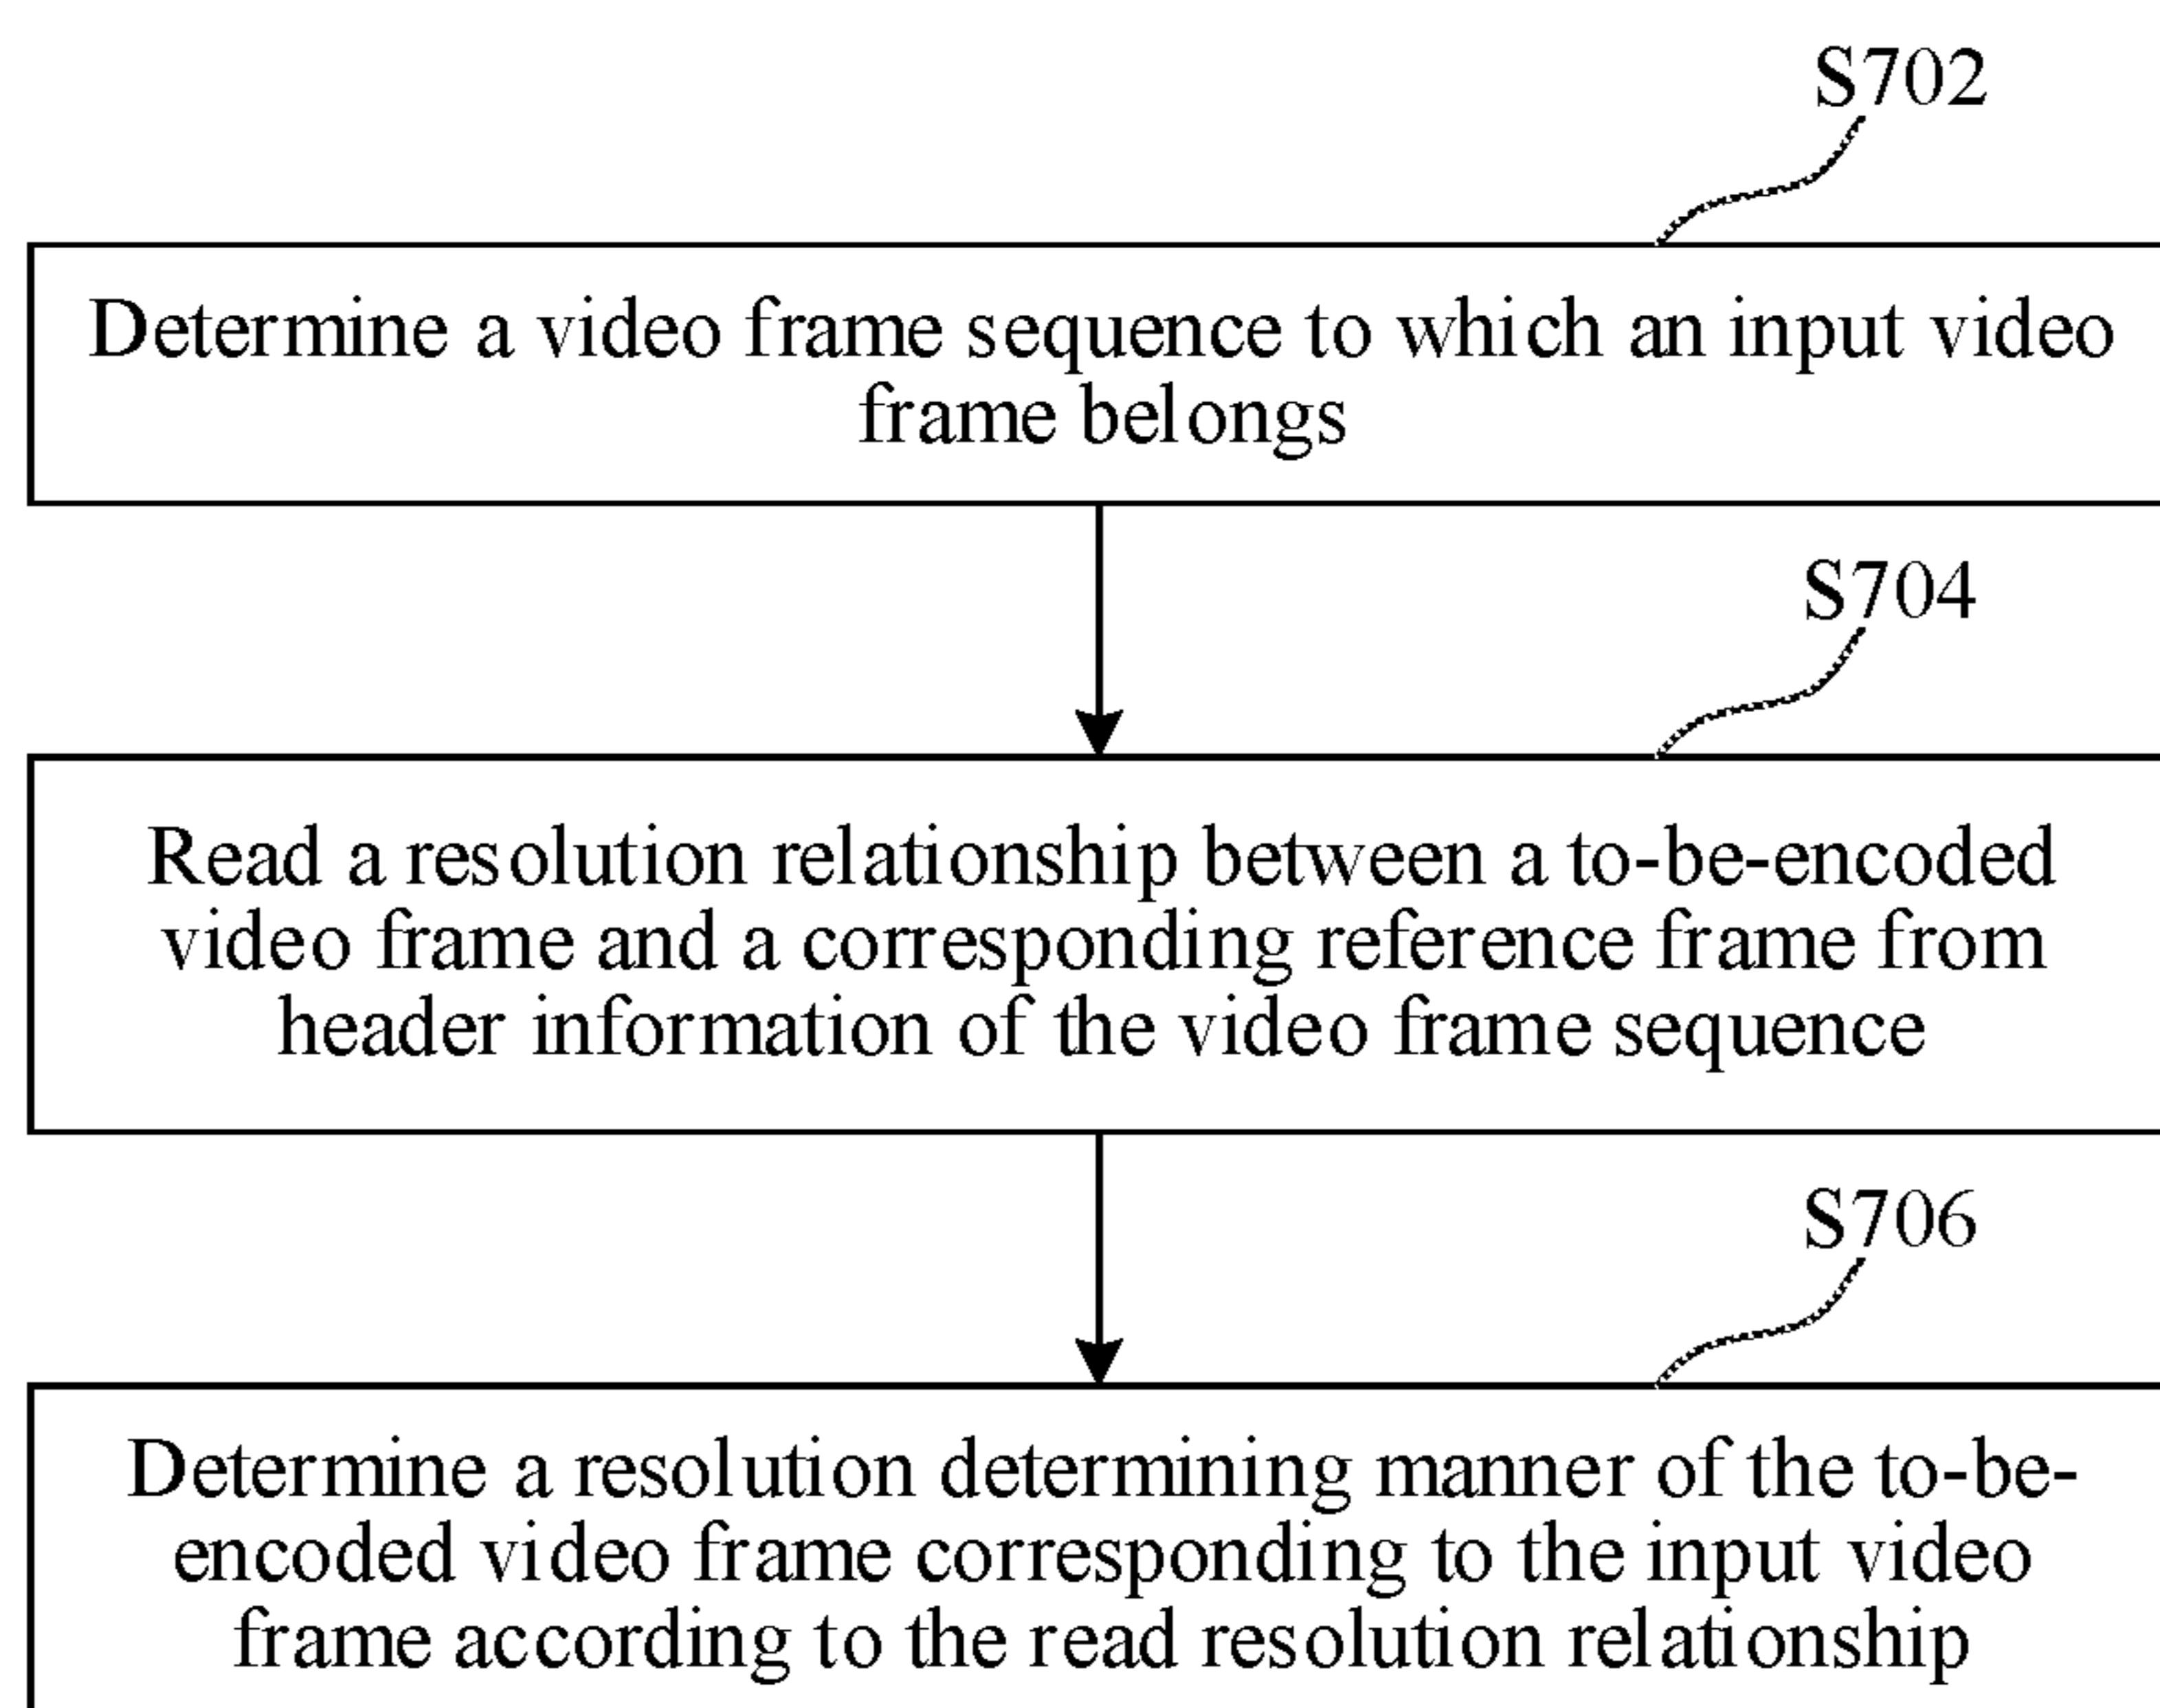 S702
Determine a video frame sequence to which an input video
frame belongs
S704
Read a resolution relationship between a to-be-encoded
video frame and a corresponding reference frame from
header information of the video frame sequence
S706
Determine a resolution determining manner of the to-be-
encoded video frame corresponding to the input video
frame according to the read resolution relationship